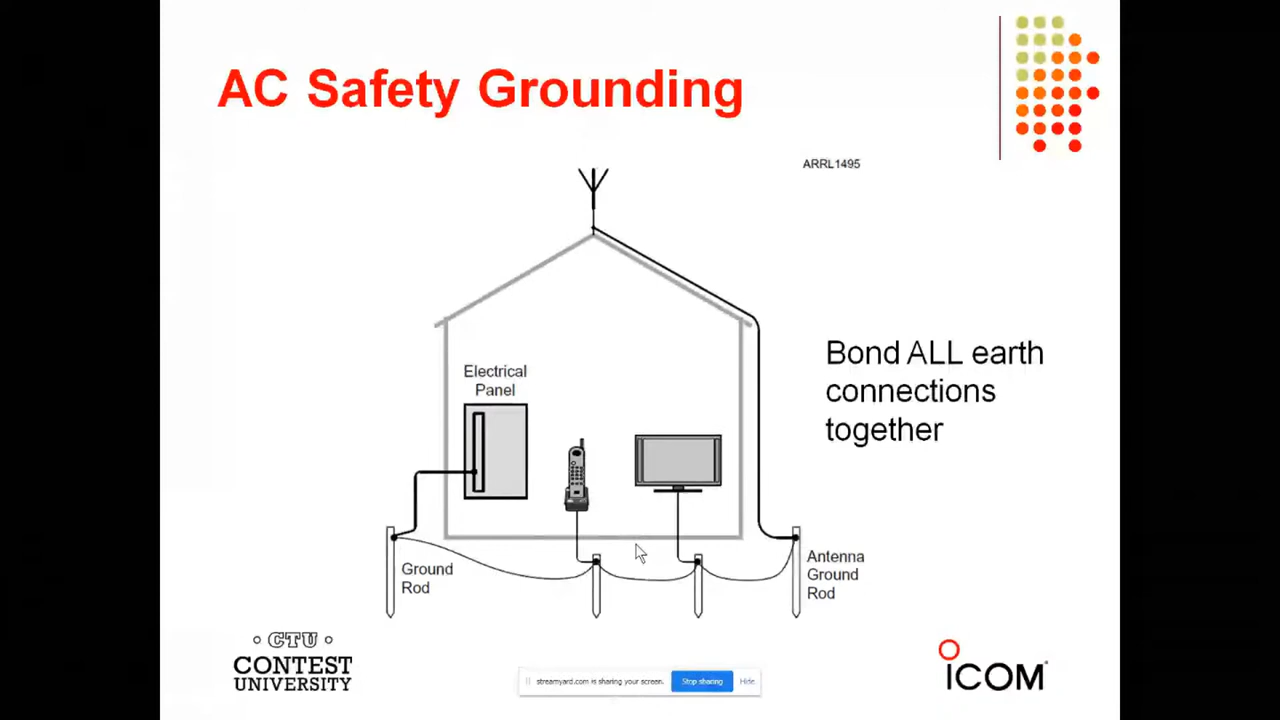 AC Safety Grounding
ARRL1495
Electrical
Panel
Bond ALL earth
connections
together
Ground
Rod
Antenna
Ground
Rod
CTU
CONTEST
UNIVERSITY
streamyard.com is sharing your screen.
Stop sharing
Hide
ICOM